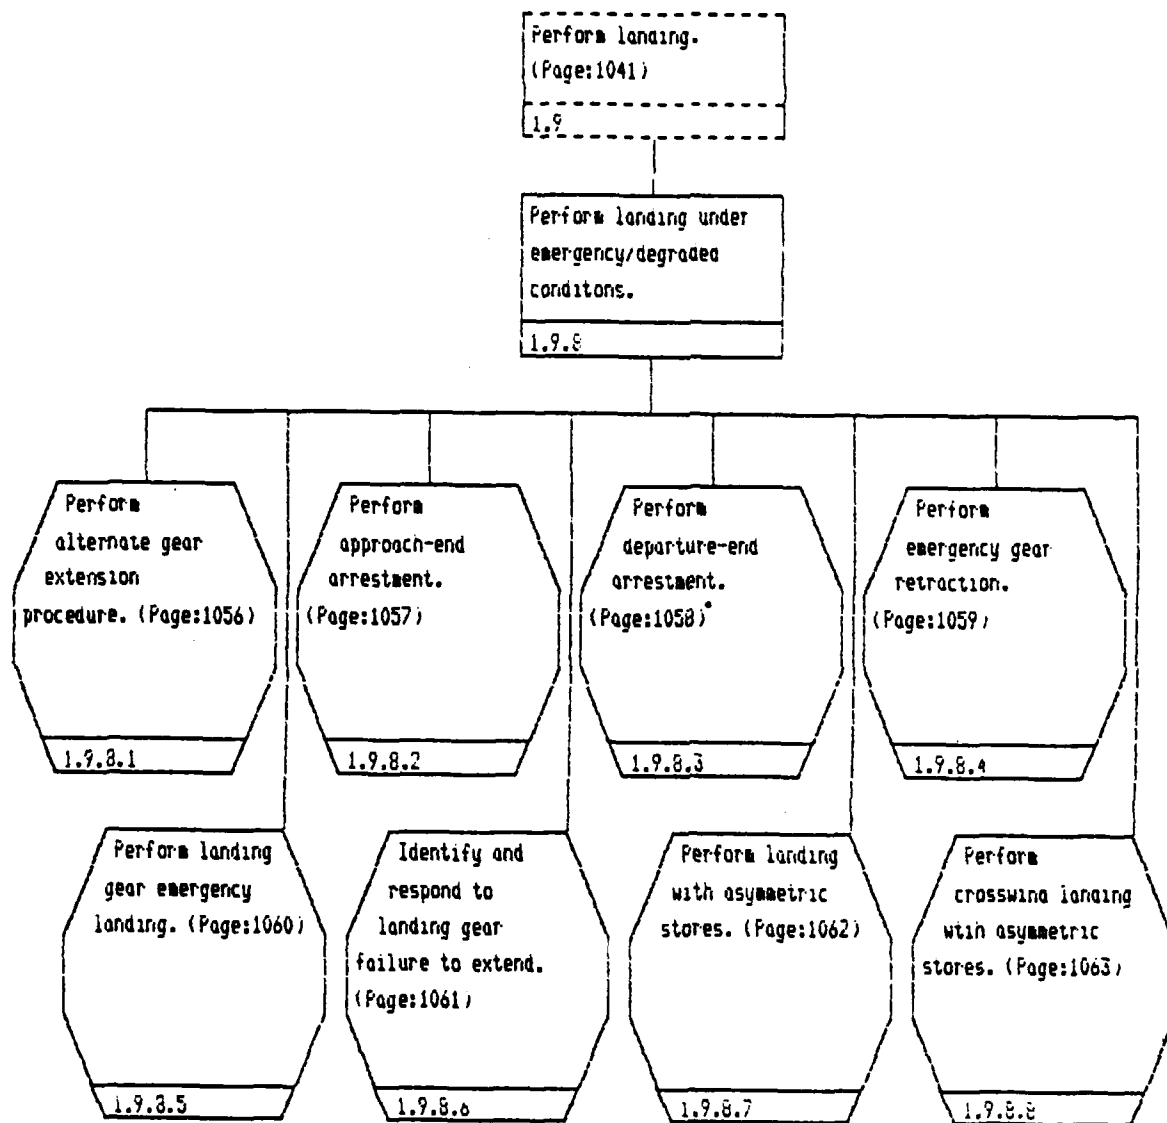 Perform landing.
(Page:1041)
1.9
Perform landing under
emergency/degraded
conditons.
1.9.8
Perform
alternate gear
extension
procedure. (Page:1056)
1.9.8.1
Perform
approach-end
arrestment.
(Page:1057)
1.9.8.2
Perform
departure-end
arrestment.
(Page:1058)
1.9.8.3
Perform
emergency gear
retraction.
(Page:1059)
1.9.8.4
Perform landing
gear emergency
landing. (Page:1060)
1.9.8.5
Identify and
respond to
landing gear
failure to extend.
(Page:1061)
1.9.8.6
Perform landing
with asymmetric
stores. (Page:1062)
1.9.8.7
Perform
crosswind landing
wtih asymmetric
stores. (Page:1063)
1.9.8.8